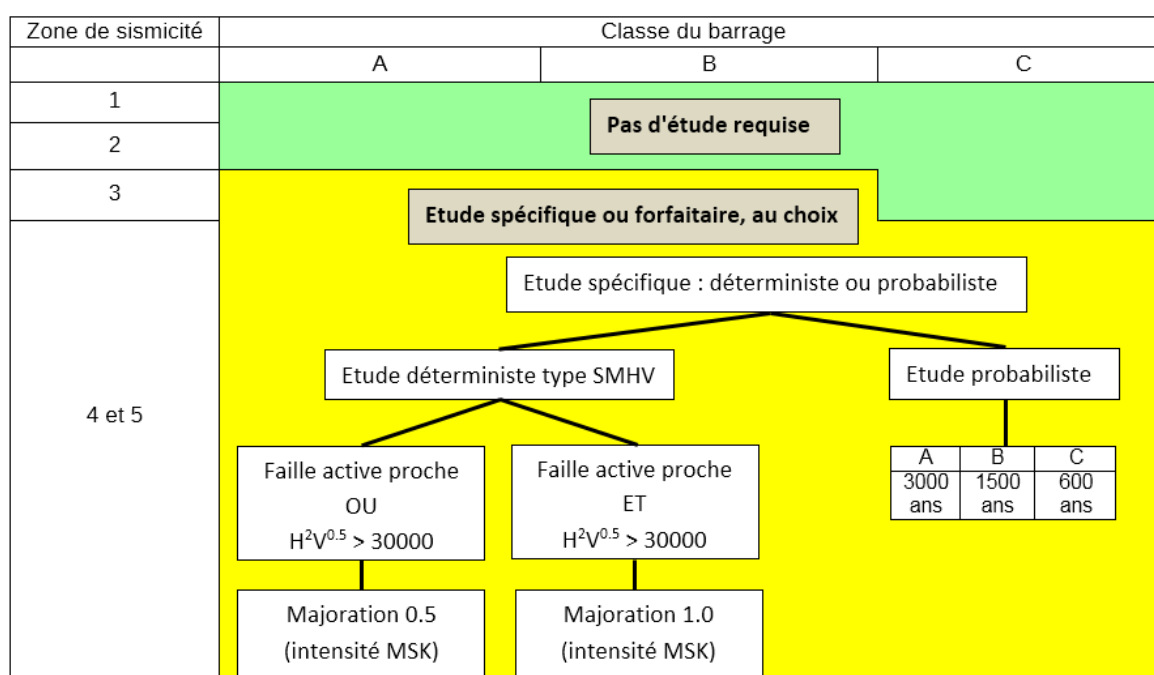 Zone de sismicité
Classe du barrage
A
B
C
1
Pas d'étude requise
2
3
Etude spécifique ou forfaitaire, au choix
Etude spécifique : déterministe ou probabiliste
Etude déterministe type SMHV
Etude probabiliste
4 et 5
Faille active proche
OU
H²V⁰·⁵ > 30000
Faille active proche
ET
H²V⁰·⁵ > 30000
A B C
3000 1500 600
ans ans ans
Majoration 0.5
(intensité MSK)
Majoration 1.0
(intensité MSK)